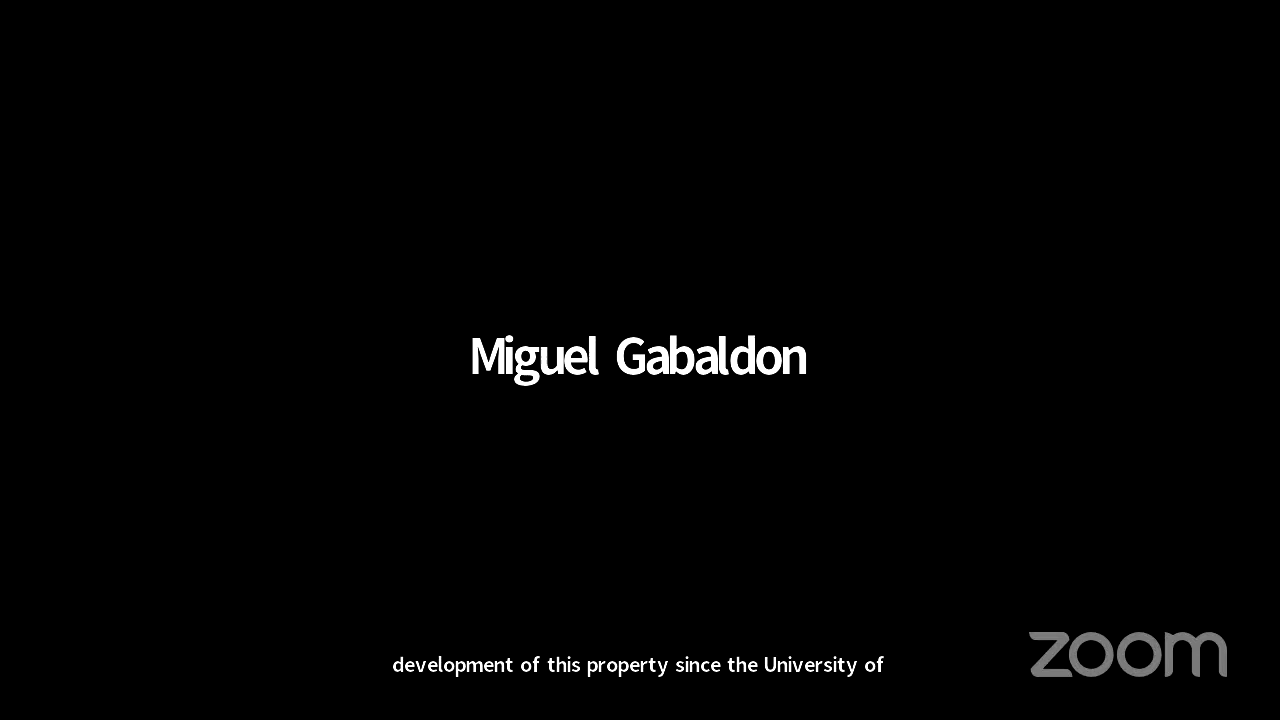 Miguel Gabaldon
development of this property since the University of
zoom